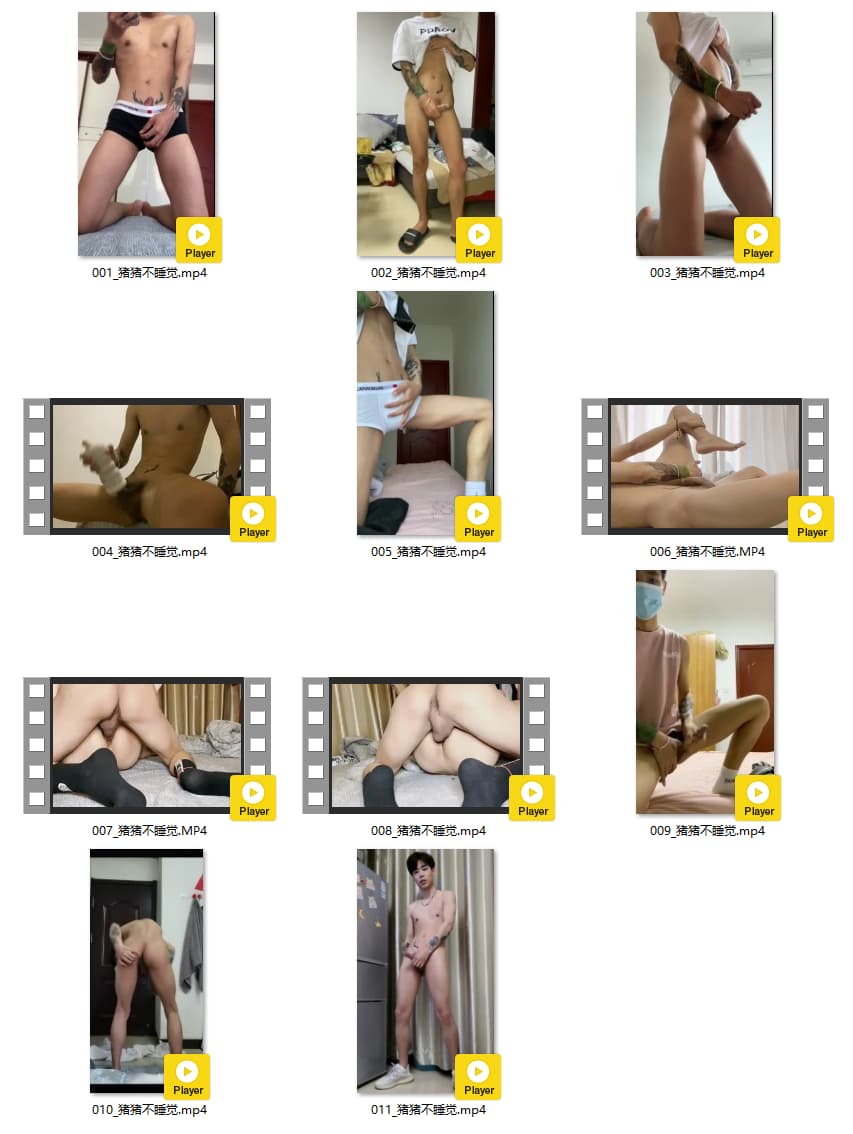 Player
Player
Player
001_猪猪不睡觉.mp4
002_猪猪不睡觉.mp4
003_猪猪不睡觉.mp4
Player
Player
Player
004_猪猪不睡觉.mp4
005_猪猪不睡觉.mp4
006_猪猪不睡觉.MP4
Player
Player
Player
007_猪猪不睡觉.MP4
008_猪猪不睡觉.mp4
009_猪猪不睡觉.mp4
Player
Player
010_猪猪不睡觉.mp4
011_猪猪不睡觉.mp4